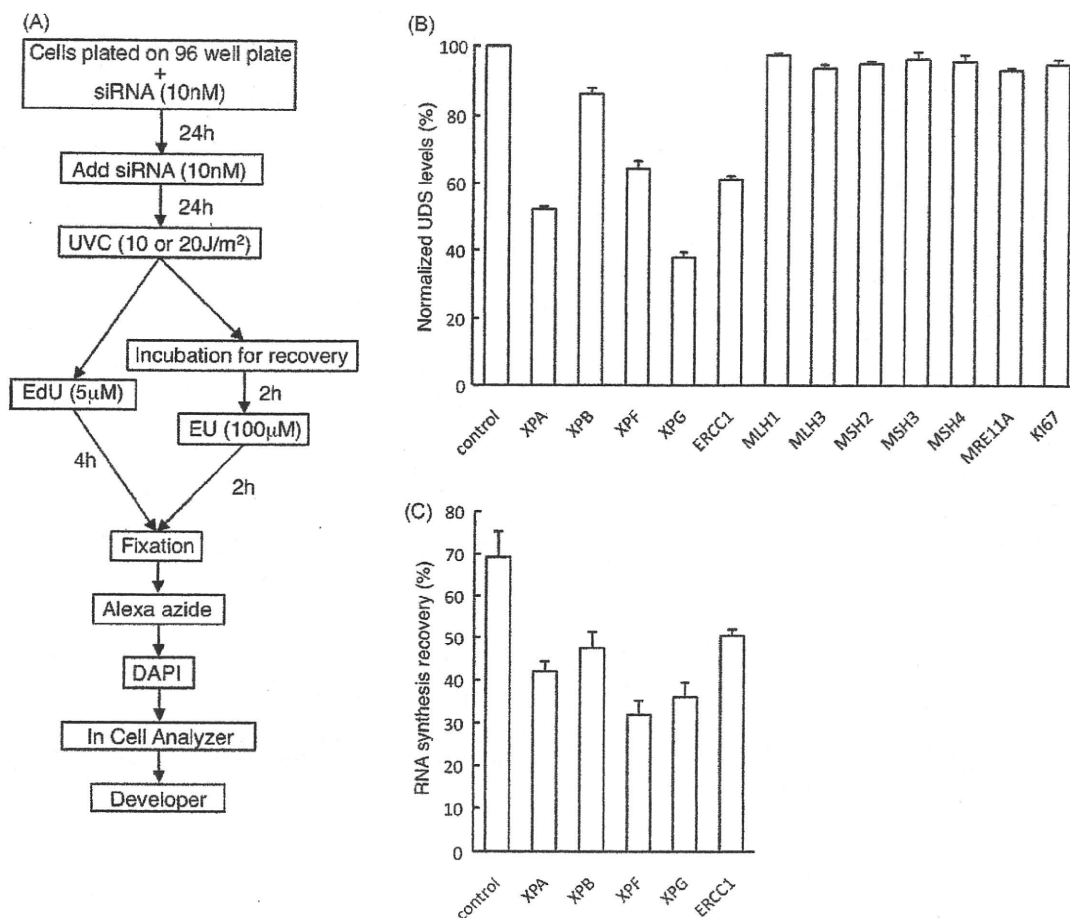 (A)
Cells plated on 96 well plate
+
siRNA (10nM)
24h
Add siRNA (10nM)
24h
UVC (10 or 20J/m²)
Incubation for recovery
EdU (5μM)
2h
EU (100μM)
4h
2h
Fixation
Alexa azide
DAPI
In Cell Analyzer
Developer
(B)
Normalized UDS levels (%)
100
80
60
40
20
0
control
XPA
XPB
XPF
XPG
ERCC1
MLH1
MLH3
MSH2
MSH3
MSH4
MRE11A
KI67
(C)
RNA synthesis recovery (%)
80
70
60
50
40
30
20
10
0
control
XPA
XPB
XPF
XPG
ERCC1